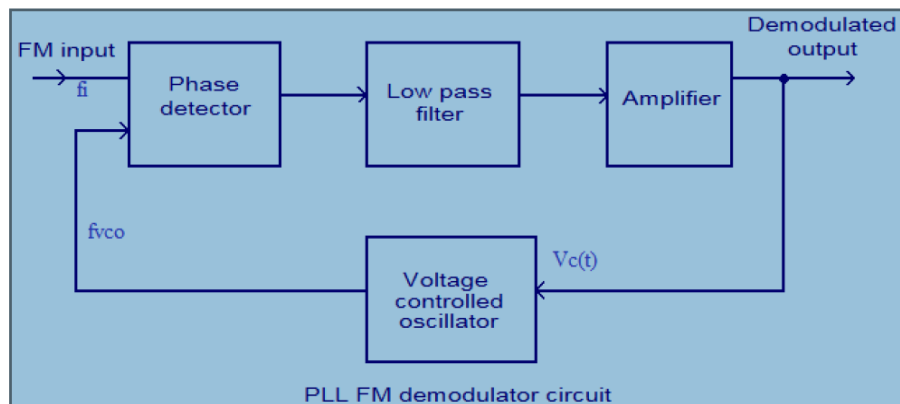 FM input
fi
Phase
detector
Low pass
filter
Amplifier
Demodulated
output
fvco
Voltage
controlled
oscillator
Vc(t)
PLL FM demodulator circuit